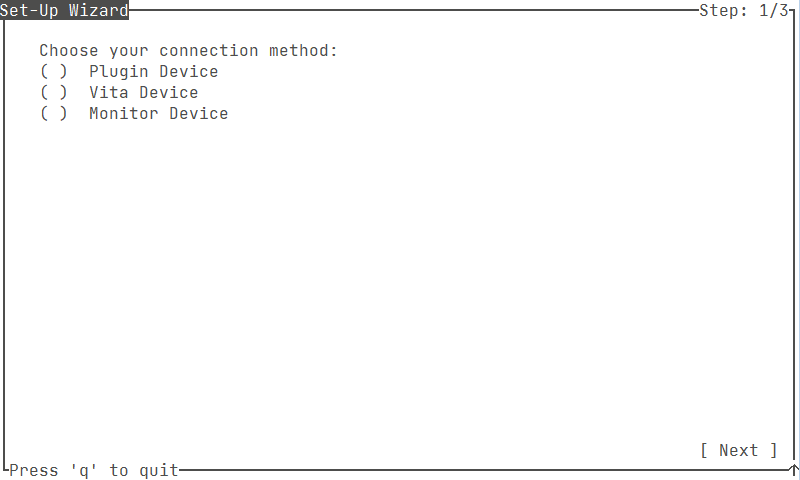 Set-Up Wizard Step: 1/3
Choose your connection method:
( ) Plugin Device
( ) Vita Device
( ) Monitor Device
[ Next ]
Press 'q' to quit